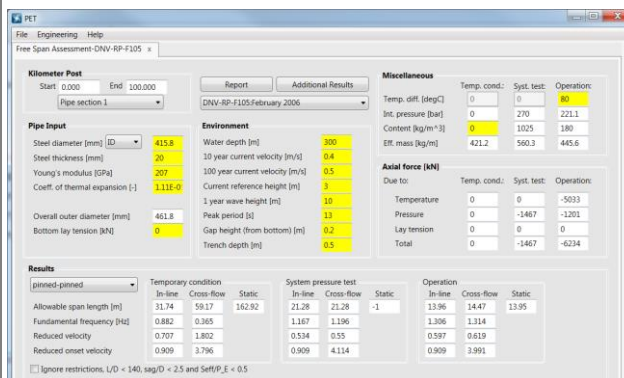 PET
File Engineering Help
Free Span Assessment-DNV-RP-F105 x
Kilometer Post
Start 0.000 End 100.000
Pipe section 1
Report Additional Results
DNV-RP-F105:February 2006
Pipe Input
Steel diameter [mm] ID 415.8
Steel thickness [mm] 20
Young's modulus [GPa] 207
Coeff. of thermal expansion [-] 1.11E-0
Overall outer diameter [mm] 461.8
Bottom lay tension [kN] 0
Environment
Water depth [m] 300
10 year current velocity [m/s] 0.4
100 year current velocity [m/s] 0.5
Current reference height [m] 3
1 year wave height [m] 10
Peak period [s] 13
Gap height (from bottom) [m] 0.2
Trench depth [m] 0.5
Miscellaneous
Temp. cond.: Syst. test: Operation:
Temp. diff. [degC] 0 0 80
Int. pressure [bar] 0 270 221.1
Content [kg/m^3] 0 1025 180
Eff. mass [kg/m] 421.2 560.3 445.6
Axial force [kN]
Due to: Temp. cond.: Syst. test: Operation:
Temperature 0 0 -5033
Pressure 0 -1467 -1201
Lay tension 0 0 0
Total 0 -1467 -6234
Results
pinned-pinned
Temporary condition System pressure test Operation
In-line Cross-flow Static In-line Cross-flow Static In-line Cross-flow Static
Allowable span length [m] 31.74 59.17 162.92 21.28 21.28 -1 13.96 14.47 13.95
Fundamental frequency [Hz] 0.882 0.365 1.167 1.196 1.306 1.314
Reduced velocity 0.707 1.802 0.534 0.55 0.597 0.619
Reduced onset velocity 0.909 3.796 0.909 4.114 0.909 3.991
Ignore restrictions, L/D < 140, sag/D < 2.5 and Seff/P_E < 0.5